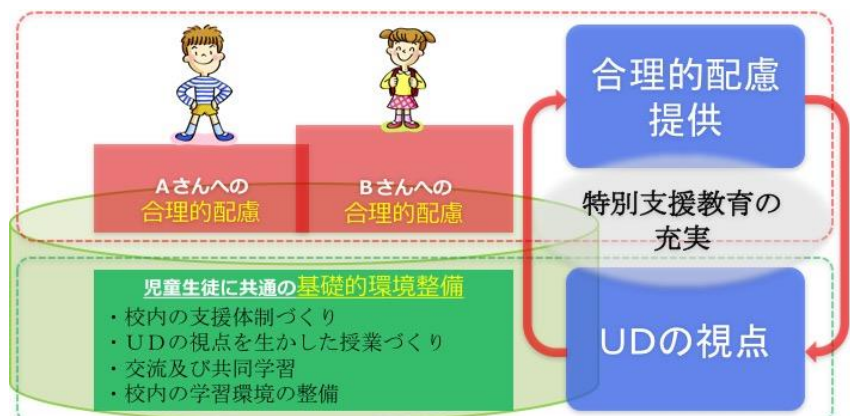 Aさんへの
合理的配慮
Bさんへの
合理的配慮
合理的配慮
提供
特別支援教育の
充実
児童生徒に共通の基礎的環境整備
・校内の支援体制づくり
・UDの視点を生かした授業づくり
・交流及び共同学習
・校内の学習環境の整備
UDの視点